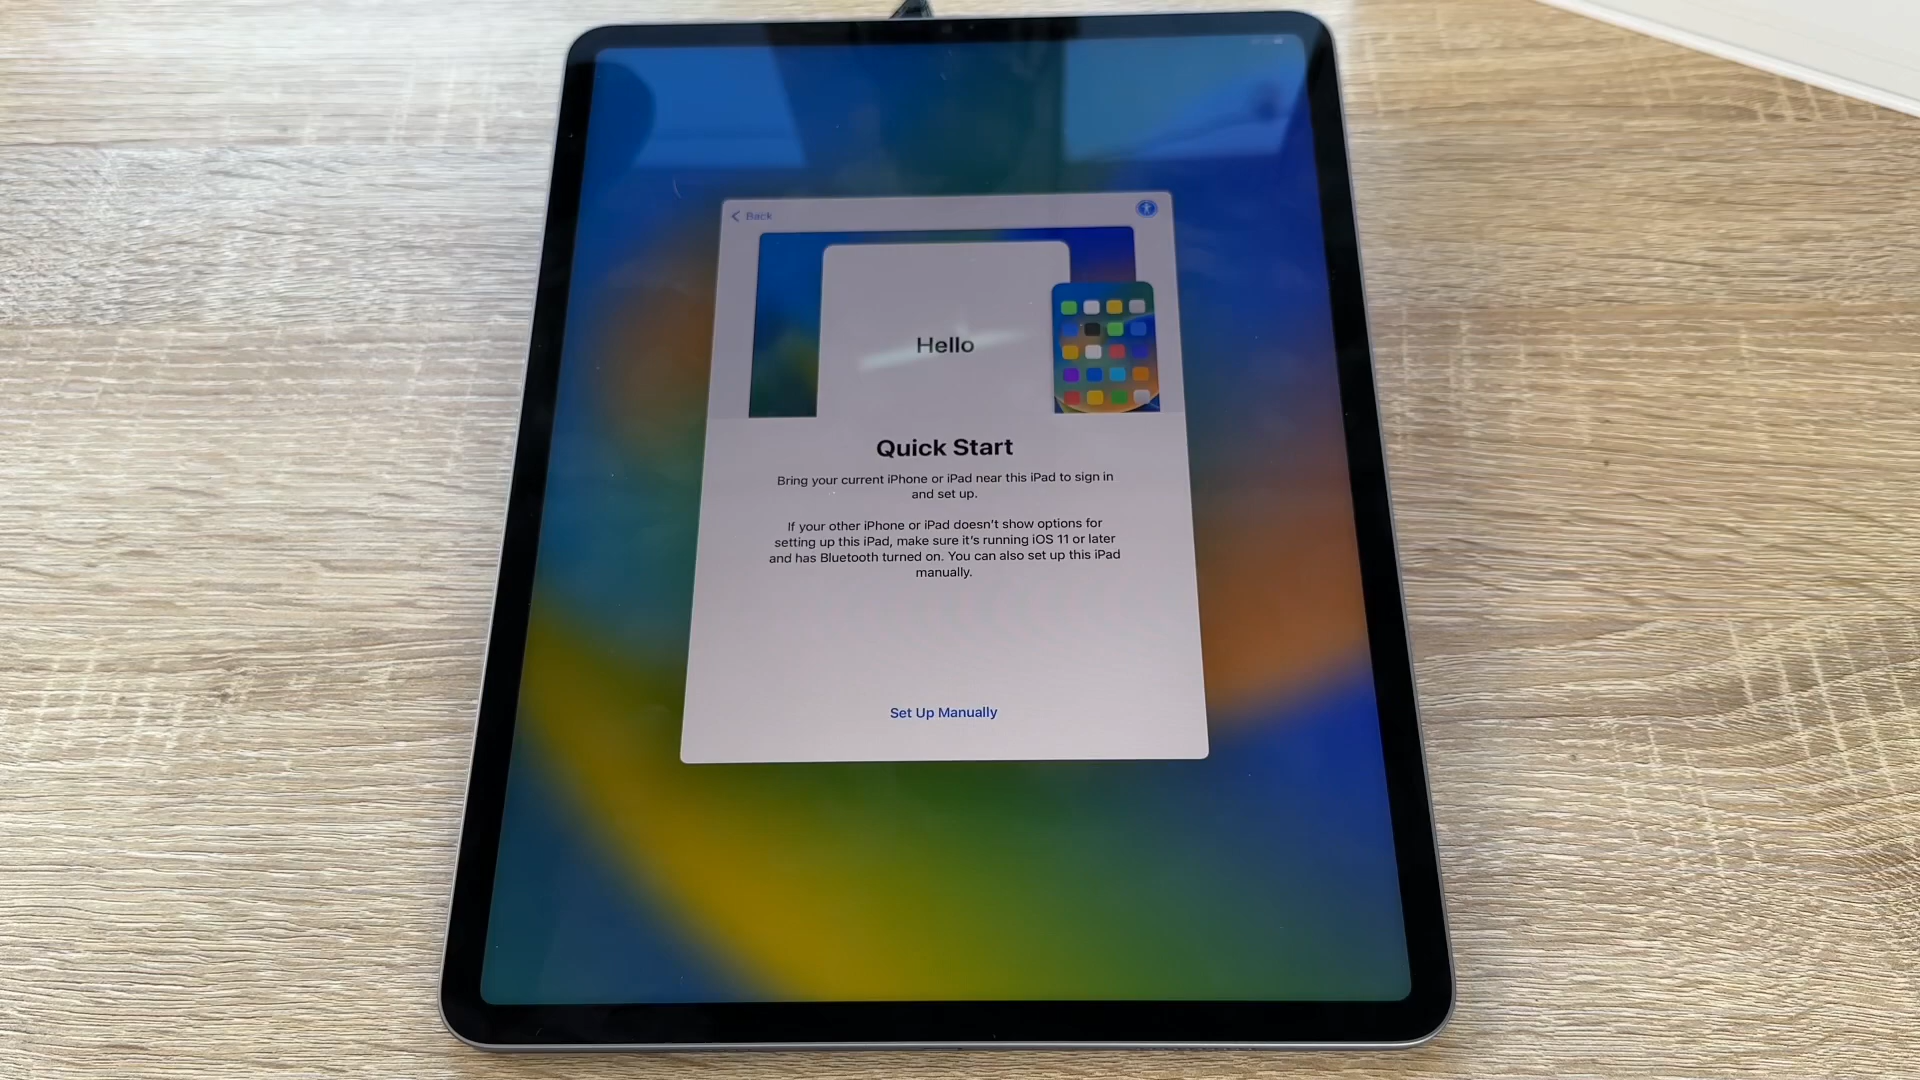 Back
Hello
Quick Start
Bring your current iPhone or iPad near this iPad to sign in
and set up.
If your other iPhone or iPad doesn't show options for
setting up this iPad, make sure it's running iOS 11 or later
and has Bluetooth turned on. You can also set up this iPad
manually.
Set Up Manually